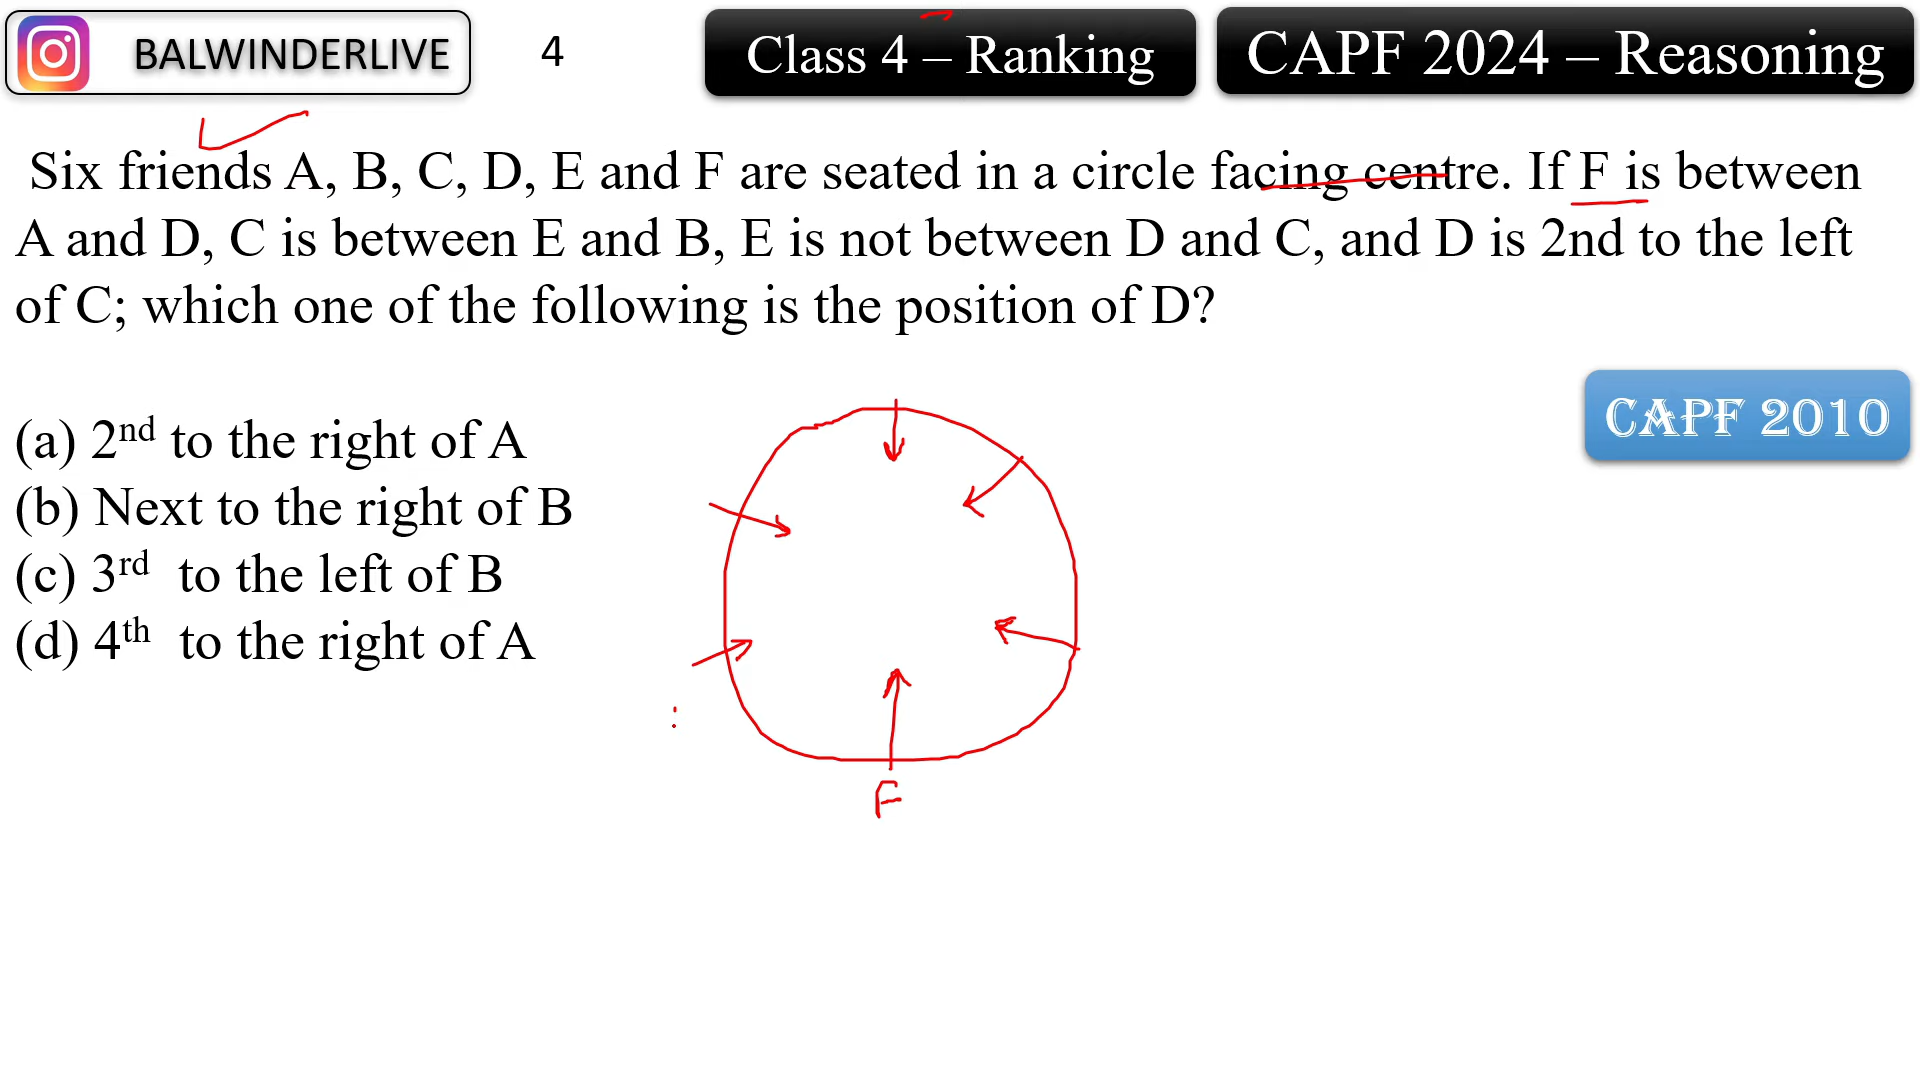 BALWINDERLIVE
4
Class 4 – Ranking
CAPF 2024 – Reasoning
Six friends A, B, C, D, E and F are seated in a circle facing centre. If F is between
A and D, C is between E and B, E is not between D and C, and D is 2nd to the left
of C; which one of the following is the position of D?
CAPF 2010
(a) 2nd to the right of A
(b) Next to the right of B
(c) 3rd to the left of B
(d) 4th to the right of A
F